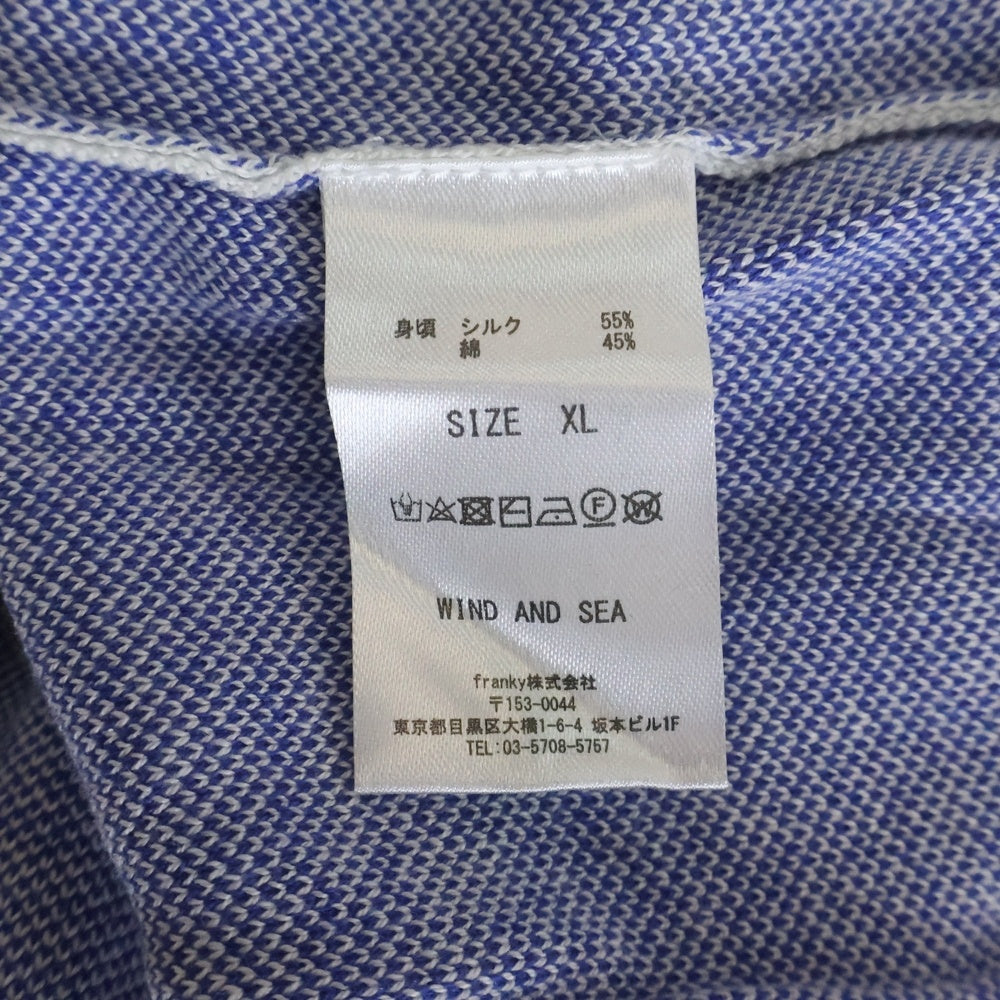 身頃 シルク 55%
綿 45%
SIZE XL
F W
WIND AND SEA
franky株式会社
〒153-0044
東京都目黒区大橋1-6-4 坂本ビル1F
TEL:03-5708-5757